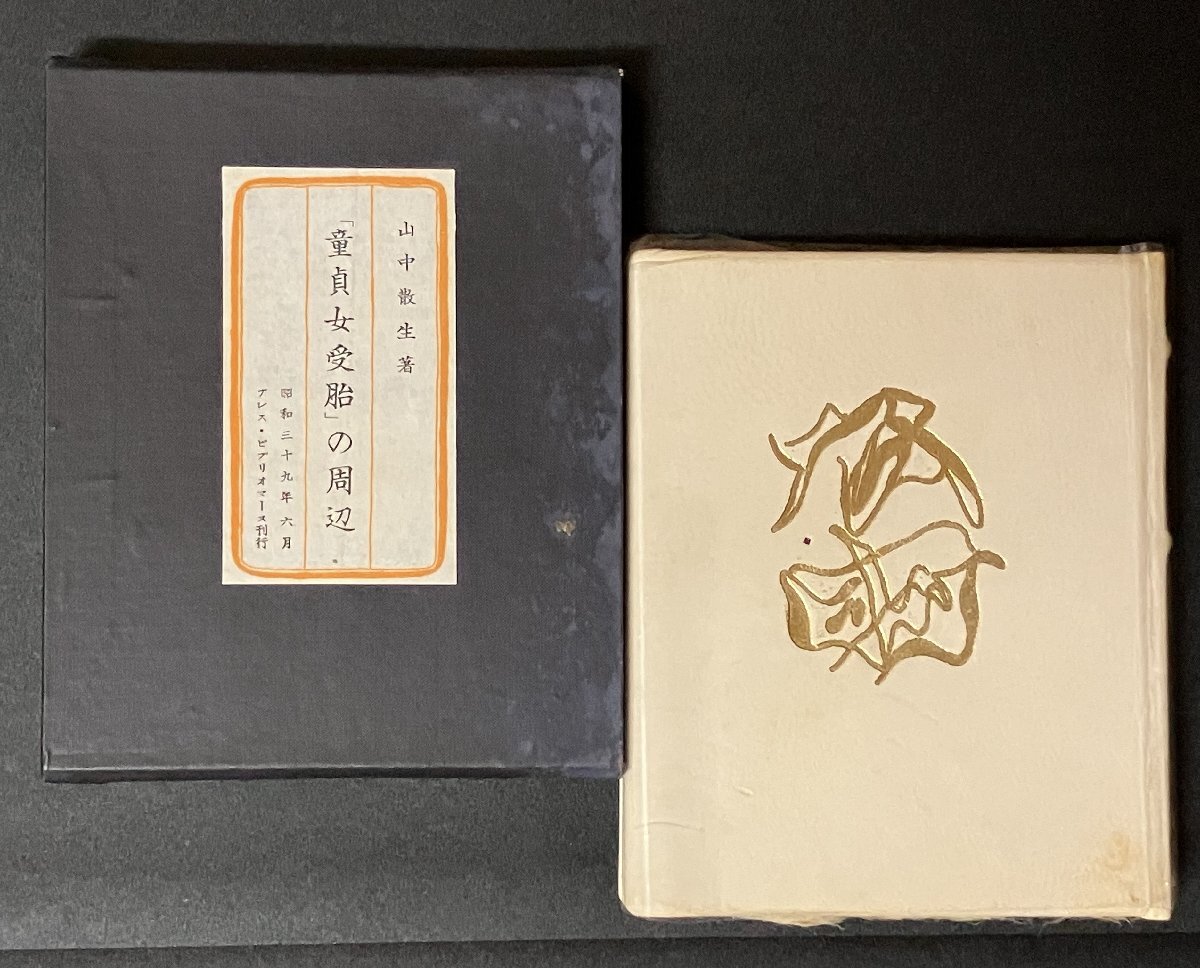 山中散生著
「童貞女受胎」の周辺
昭和三十九年六月
プレス・ビブリオマーヌ刊行